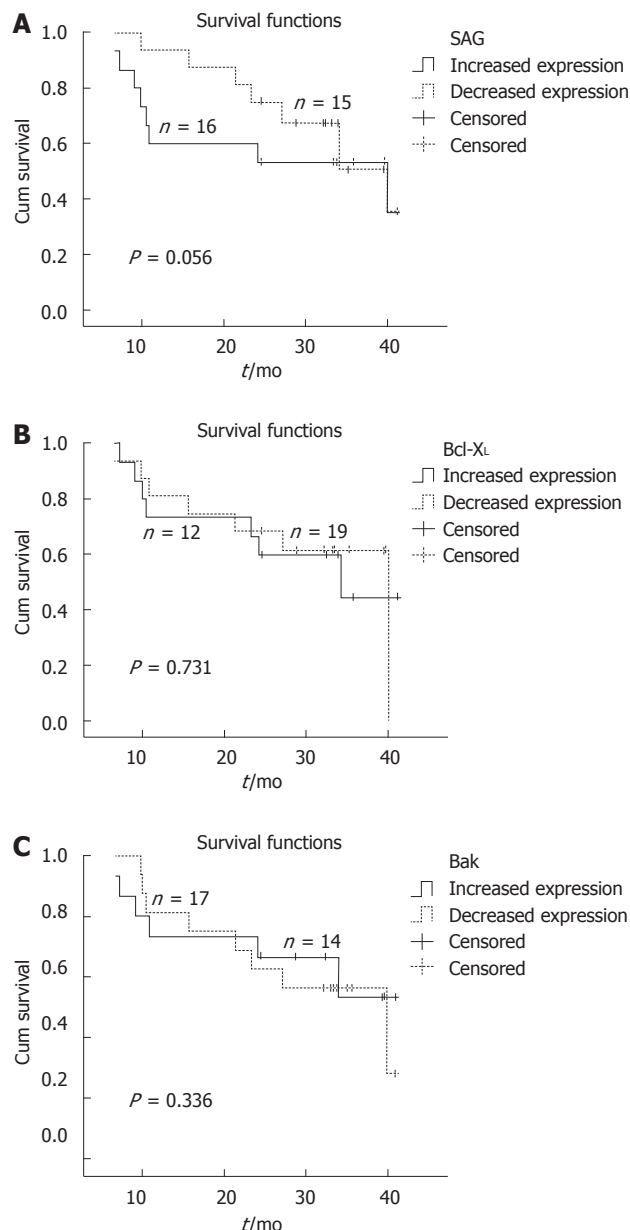 A
Survival functions
SAG
Increased expression
Decreased expression
Censored
Censored
Cum survival
1.0
0.8
0.6
0.4
0.2
0.0
n = 15
n = 16
P = 0.056
10 20 30 40
t/mo
B
Survival functions
Bcl-XL
Increased expression
Decreased expression
Censored
Censored
Cum survival
1.0
0.8
0.6
0.4
0.2
0.0
n = 12
n = 19
P = 0.731
10 20 30 40
t/mo
C
Survival functions
Bak
Increased expression
Decreased expression
Censored
Censored
Cum survival
1.0
0.8
0.6
0.4
0.2
0.0
n = 17
n = 14
P = 0.336
10 20 30 40
t/mo